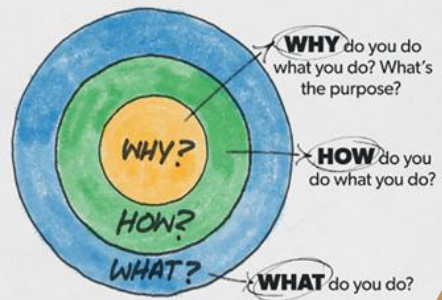 WHY?
HOW?
WHAT?
WHY do you do
what you do? What's
the purpose?
HOW do you
do what you do?
WHAT do you do?